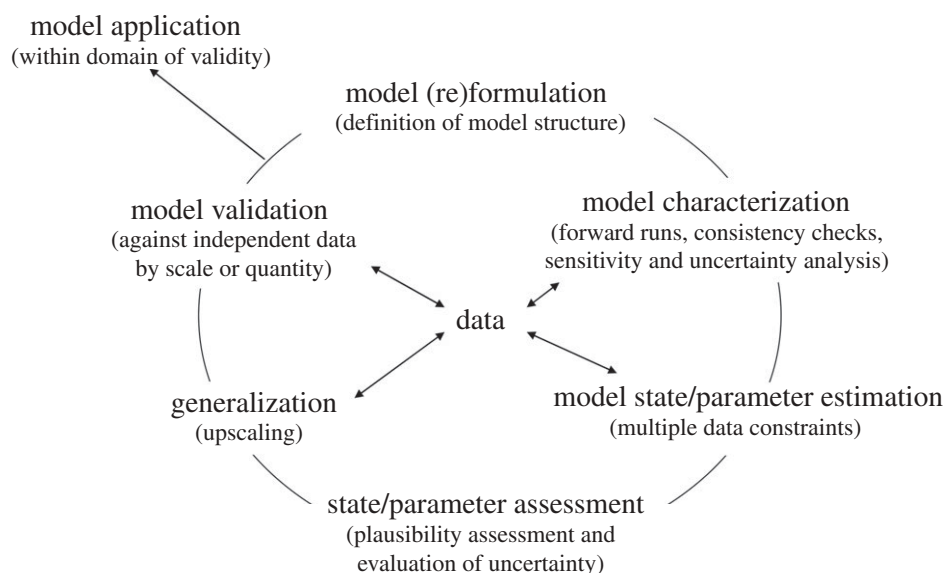 model application
(within domain of validity)
model (re)formulation
(definition of model structure)
model validation
(against independent data
by scale or quantity)
model characterization
(forward runs, consistency checks,
sensitivity and uncertainty analysis)
data
generalization
(upscaling)
model state/parameter estimation
(multiple data constraints)
state/parameter assessment
(plausibility assessment and
evaluation of uncertainty)